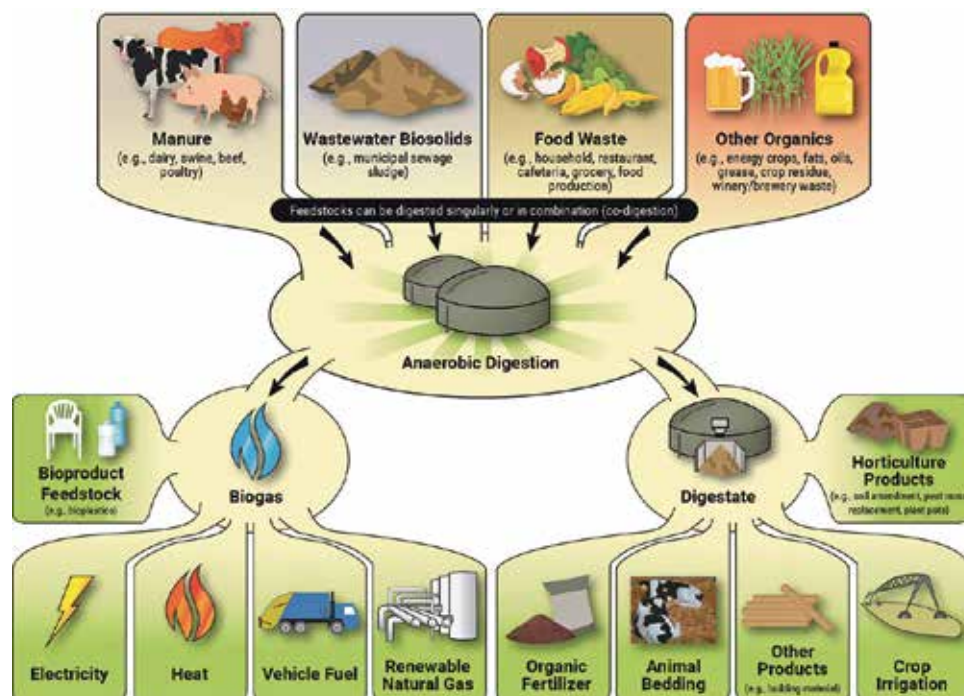 Manure
(e.g., dairy, swine, beef,
poultry)
Wastewater Biosolids
(e.g., municipal sewage
sludge)
Food Waste
(e.g., household, restaurant,
cafeteria, grocery, food
production)
Other Organics
(e.g., energy crops, fats, oils,
grease, crop residue,
winery/brewery waste)
Feedstocks can be digested singularly or in combination (co-digestion)
Anaerobic Digestion
Bioproduct
Feedstock
(e.g., bioplastics)
Biogas
Digestate
Horticulture
Products
(e.g., soil amendment, peat moss
replacement, plant pots)
Electricity
Heat
Vehicle Fuel
Renewable
Natural Gas
Organic
Fertilizer
Animal
Bedding
Other
Products
(e.g., building material)
Crop
Irrigation